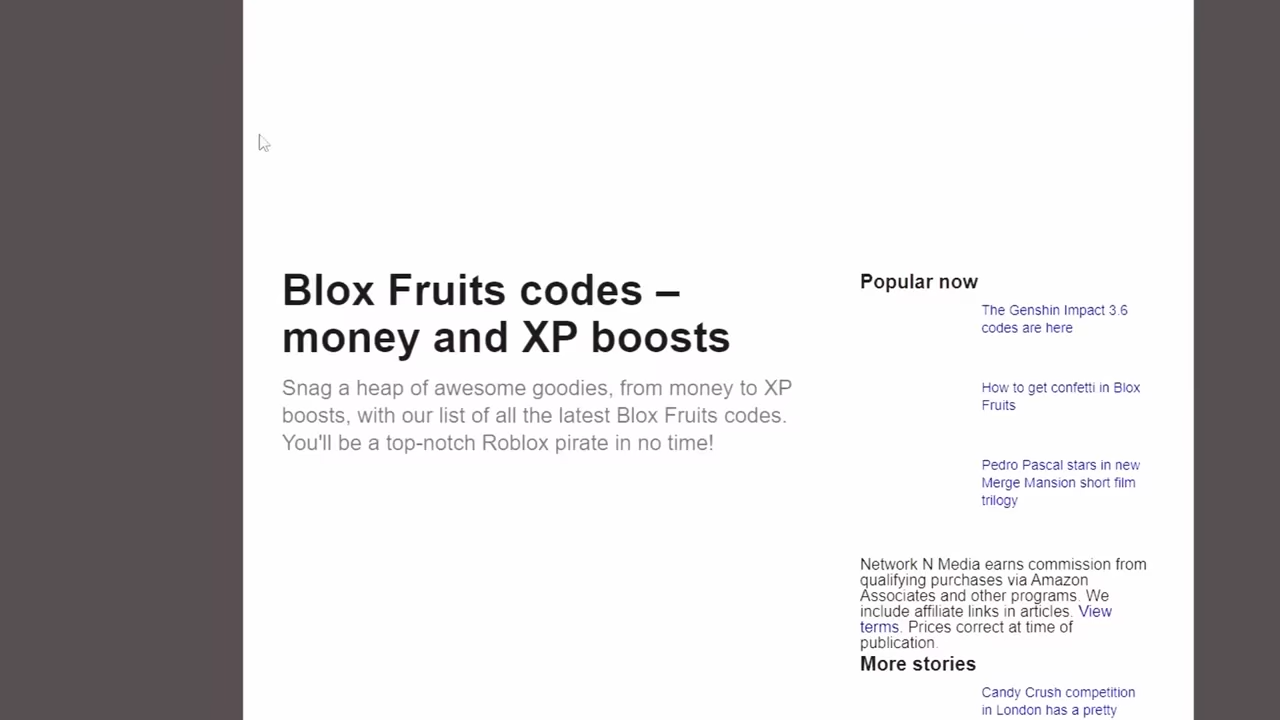 Blox Fruits codes –
money and XP boosts
Snag a heap of awesome goodies, from money to XP
boosts, with our list of all the latest Blox Fruits codes.
You'll be a top-notch Roblox pirate in no time!
Popular now
The Genshin Impact 3.6
codes are here
How to get confetti in Blox
Fruits
Pedro Pascal stars in new
Merge Mansion short film
trilogy
Network N Media earns commission from
qualifying purchases via Amazon
Associates and other programs. We
include affiliate links in articles. View
terms. Prices correct at time of
publication.
More stories
Candy Crush competition
in London has a pretty